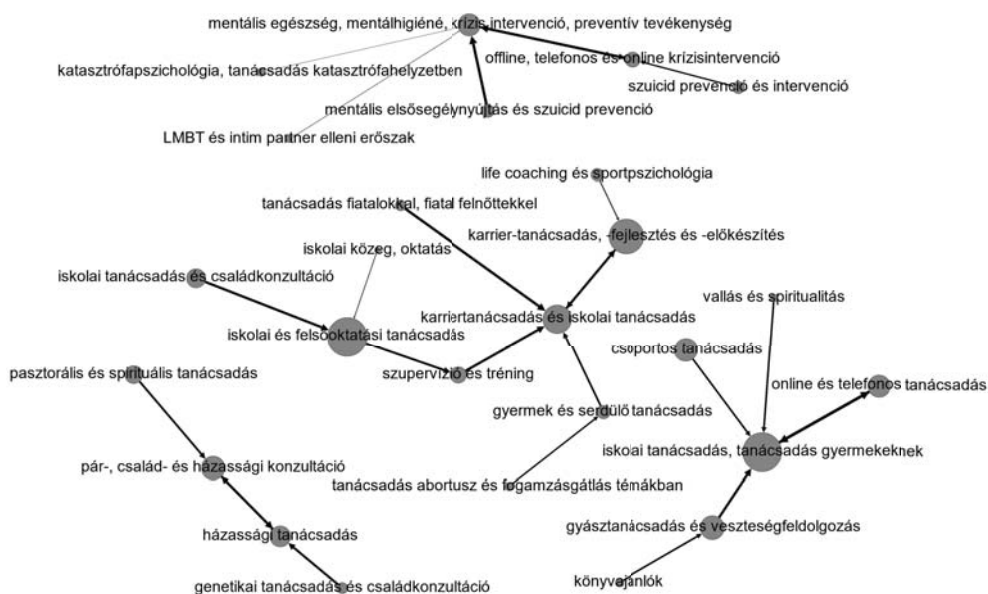 mentális egészség, mentálhigiéné, krízis intervenció, preventív tevékenység
offline, telefonos és online krízisintervenció
katasztrófapszichológia, tanácsadás katasztrófahelyzetben
szuicid prevenció és intervenció
mentális elsősegélynyújtás és szuicid prevenció
LMBT és intim partner elleni erőszak
life coaching és sportpszichológia
tanácsadás fiatalokkal, fiatal felnőttekkel
karrier-tanácsadás, -fejlesztés és -előkészítés
iskolai közeg, oktatás
iskolai tanácsadás és családkonzultáció
vallás és spiritualitás
karriertanácsadás és iskolai tanácsadás
iskolai és felsőoktatási tanácsadás
csoportos tanácsadás
pasztorális és spirituális tanácsadás
szupervízió és tréning
online és telefonos tanácsadás
gyermek és serdülő tanácsadás
iskoai tanácsadás, tanácsadás gyermekeknek
pár-, család- és házassági konzultáció
tanácsadás abortusz és fogamzásgátlás témákban
gyásztanácsadás és veszteségfeldolgozás
házassági tanácsadás
könyvajánlók
genetikai tanácsadás és családkonzultáció